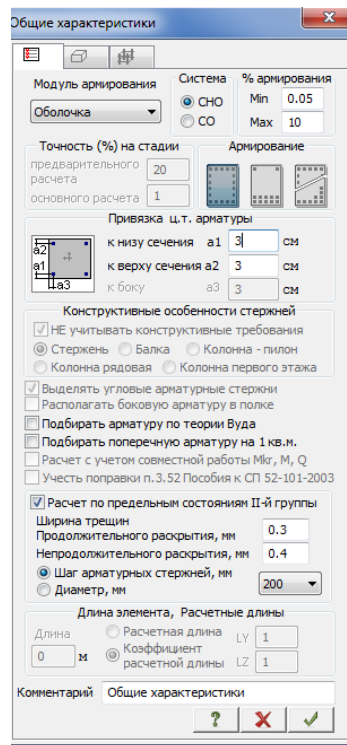 Общие характеристики
Модуль армирования
Система
% армирования
Оболочка
СНО
СО
Min 0.05
Max 10
Точность (%) на стадии
предварительного расчета 20
основного расчета 1
Армирование
Привязка ц.т. арматуры
a2
a1
a3
к низу сечения a1 3 см
к верху сечения a2 3 см
к боку a3 3 см
Конструктивные особенности стержней
НЕ учитывать конструктивные требования
Стержень Балка Колонна - пилон
Колонна рядовая Колонна первого этажа
Выделять угловые арматурные стержни
Располагать боковую арматуру в полке
Подбирать арматуру по теории Вуда
Подбирать поперечную арматуру на 1 кв.м.
Расчет с учетом совместной работы Mkr, M, Q
Учесть поправки п.3.52 Пособия к СП 52-101-2003
Расчет по предельным состояниям II-й группы
Ширина трещин
Продолжительного раскрытия, мм 0.3
Непродолжительного раскрытия, мм 0.4
Шаг арматурных стержней, мм
Диаметр, мм
200
Длина элемента, Расчетные длины
Длина
0 м
Расчетная длина
Коэффициент
расчетной длины
LY 1
LZ 1
Комментарий Общие характеристики
?